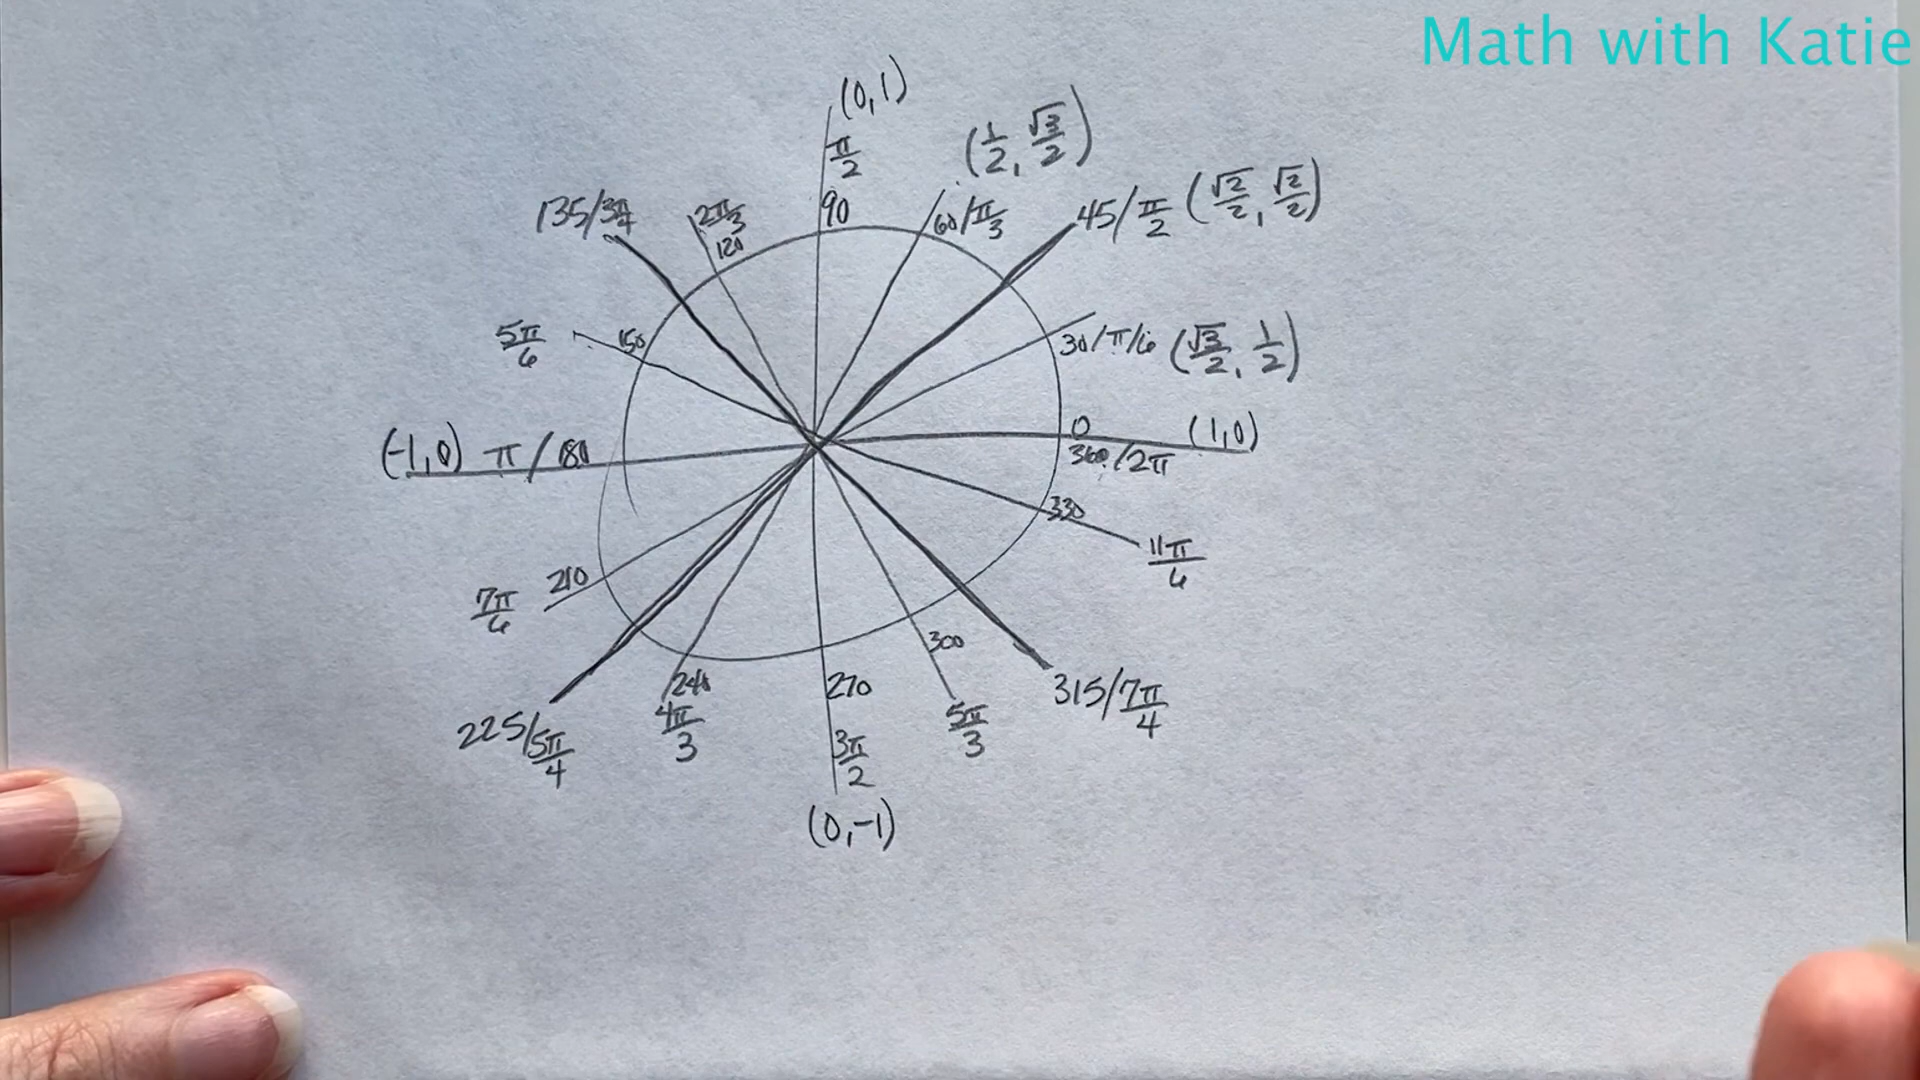 Math with Katie
(0,1)
π/2
90
(1/2, √3/2)
60/π/3
45/π/2 (√2/2, √2/2)
135/3π/4
2π/3
120
5π/6
150
30/π/6 (√3/2, 1/2)
(-1,0) π/180
0 (1,0)
360/2π
330
11π/6
210
7π/6
300
5π/3
315/7π/4
225/5π/4
240
4π/3
270
3π/2
(0,-1)